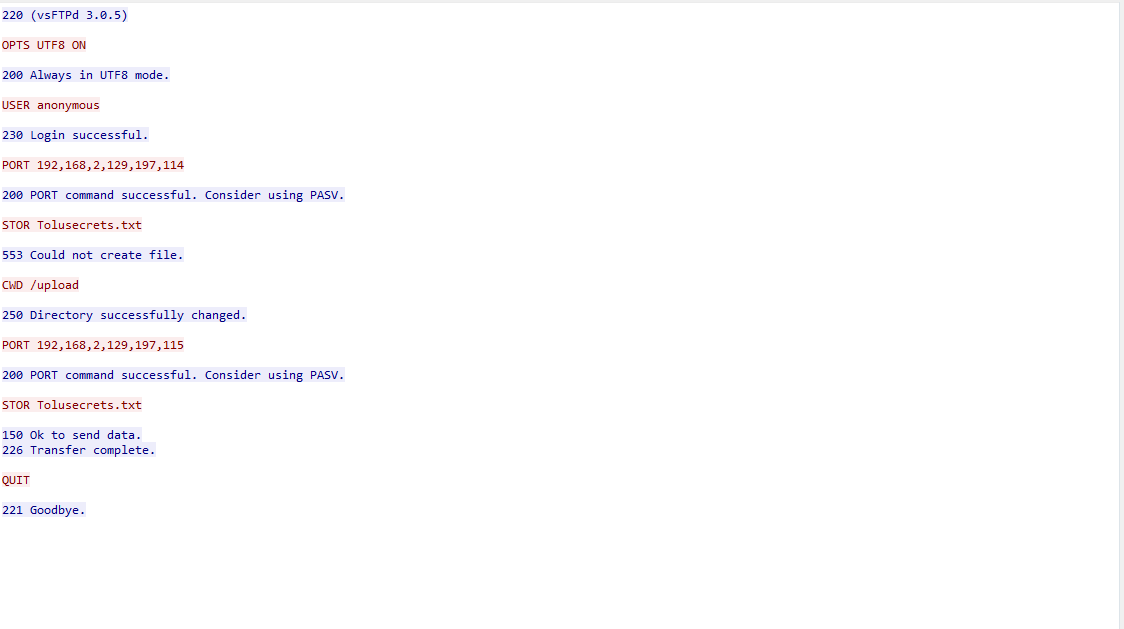 220 (vsFTPd 3.0.5)
OPTS UTF8 ON
200 Always in UTF8 mode.
USER anonymous
230 Login successful.
PORT 192,168,2,129,197,114
200 PORT command successful. Consider using PASV.
STOR Tolusecrets.txt
553 Could not create file.
CWD /upload
250 Directory successfully changed.
PORT 192,168,2,129,197,115
200 PORT command successful. Consider using PASV.
STOR Tolusecrets.txt
150 Ok to send data.
226 Transfer complete.
QUIT
221 Goodbye.